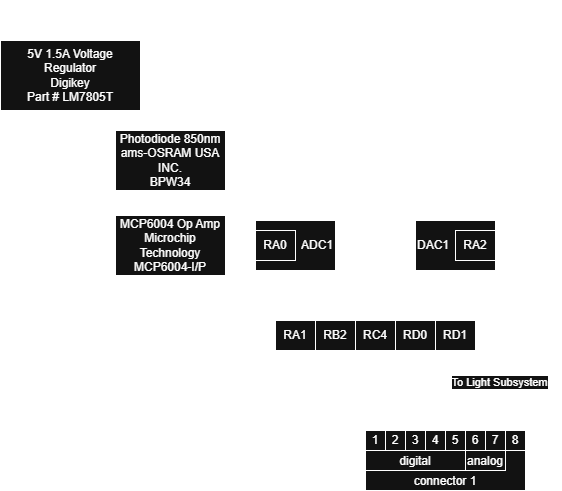 5V 1.5A Voltage
Regulator
Digikey
Part # LM7805T
Photodiode 850nm
ams-OSRAM USA
INC.
BPW34
MCP6004 Op Amp
Microchip
Technology
MCP6004-I/P
RA0 ADC1
DAC1 RA2
RA1 RB2 RC4 RD0 RD1
To Light Subsystem
1 2 3 4 5 6 7 8
digital analog
connector 1